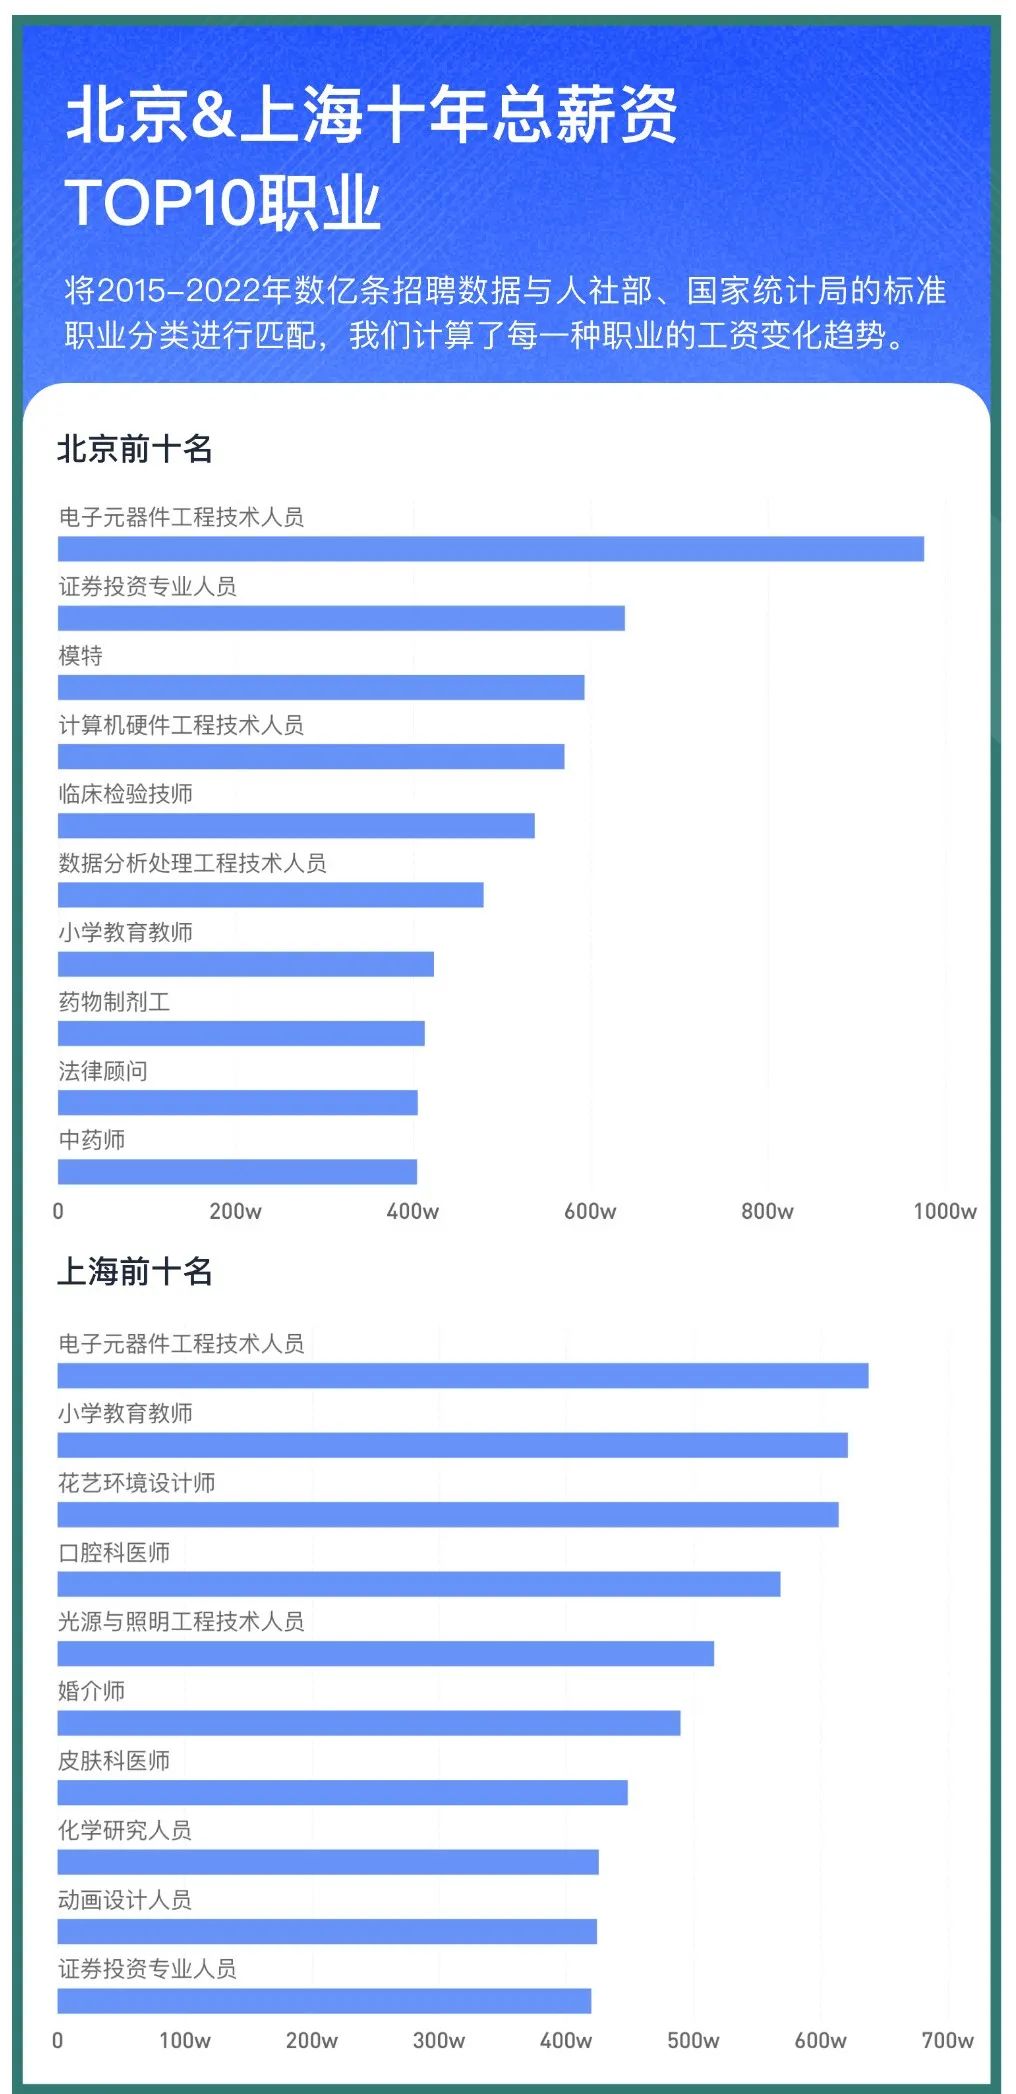 北京&上海十年总薪资
TOP10职业
将2015-2022年数亿条招聘数据与人社部、国家统计局的标准
职业分类进行匹配，我们计算了每一种职业的工资变化趋势。
北京前十名
电子元器件工程技术人员
证券投资专业人员
模特
计算机硬件工程技术人员
临床检验技师
数据分析处理工程技术人员
小学教育教师
药物制剂工
法律顾问
中药师
0 200w 400w 600w 800w 1000w
上海前十名
电子元器件工程技术人员
小学教育教师
花艺环境设计师
口腔科医师
光源与照明工程技术人员
婚介师
皮肤科医师
化学研究人员
动画设计人员
证券投资专业人员
0 100w 200w 300w 400w 500w 600w 700w